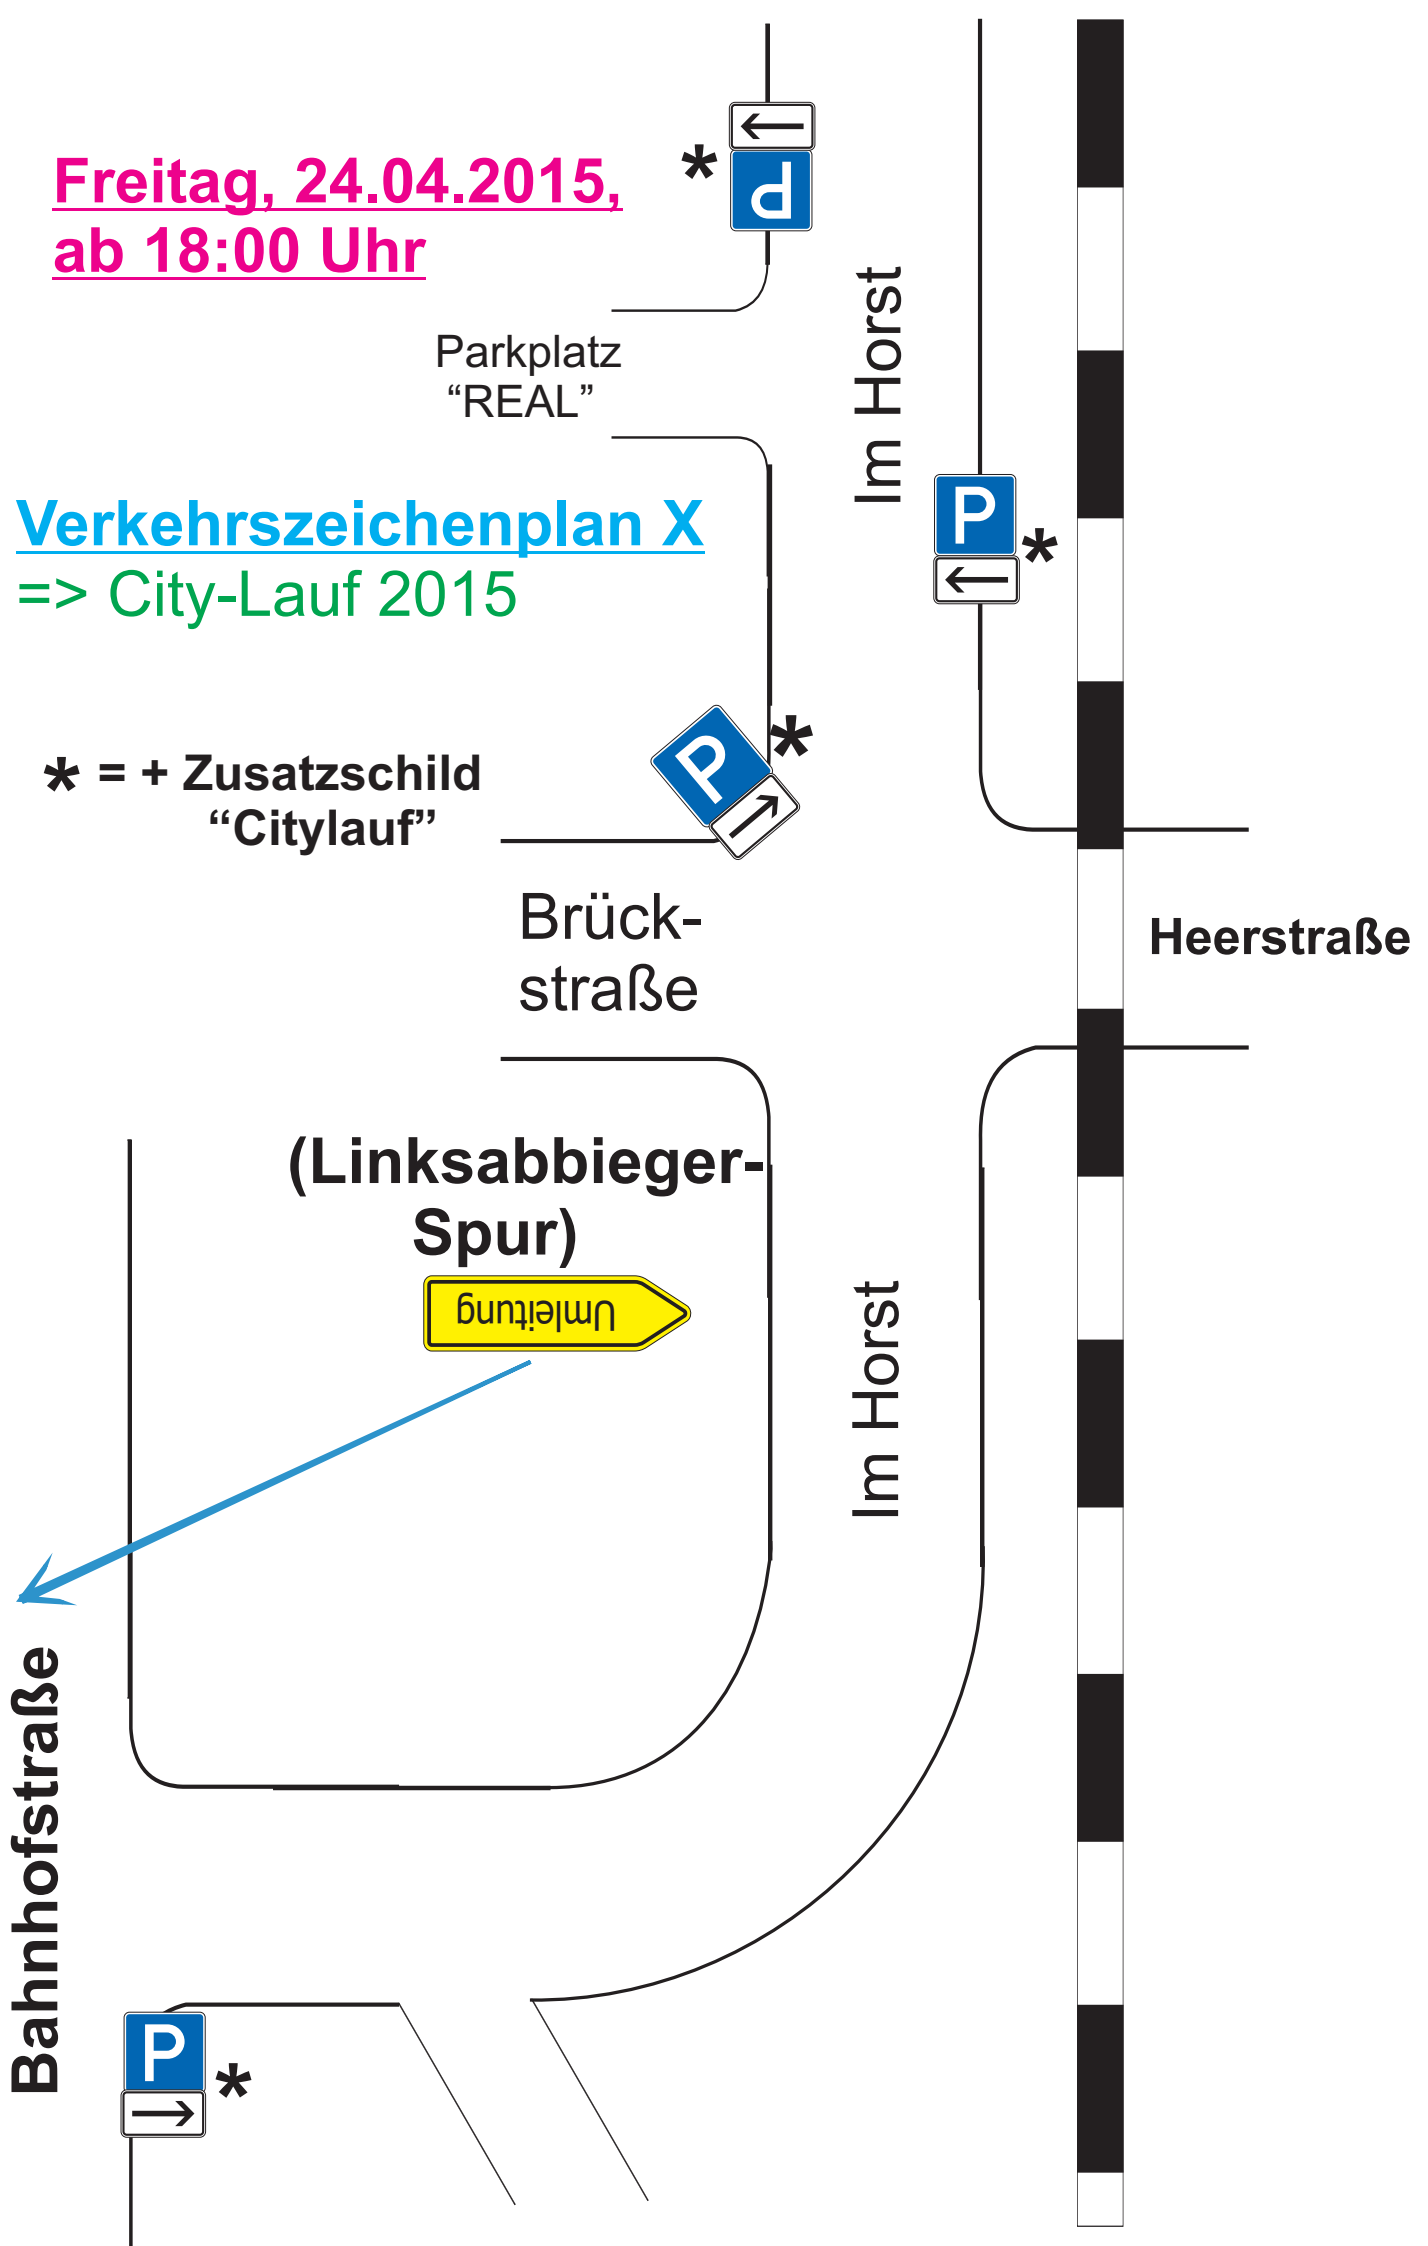 Freitag, 24.04.2015,
ab 18:00 Uhr
P
*
Parkplatz
“REAL”
Im Horst
Verkehrszeichenplan X
=> City-Lauf 2015
P
*
P
*
* = + Zusatzschild
“Citylauf”
Brück-
straße
Heerstraße
(Linksabbieger-
Spur)
Umleitung
Im Horst
Bahnhofstraße
P
*